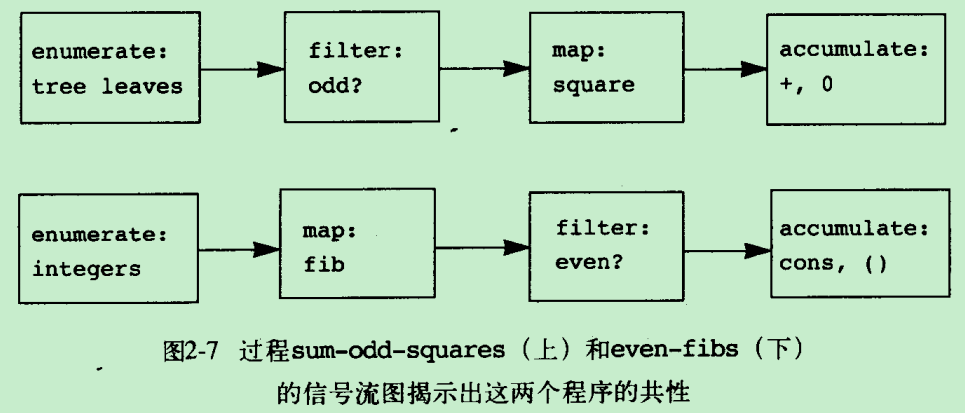 enumerate:
tree leaves
filter:
odd?
map:
square
accumulate:
+, 0
enumerate:
integers
map:
fib
filter:
even?
accumulate:
cons, ()
图2-7 过程sum-odd-squares（上）和even-fibs（下）
的信号流图揭示出这两个程序的共性